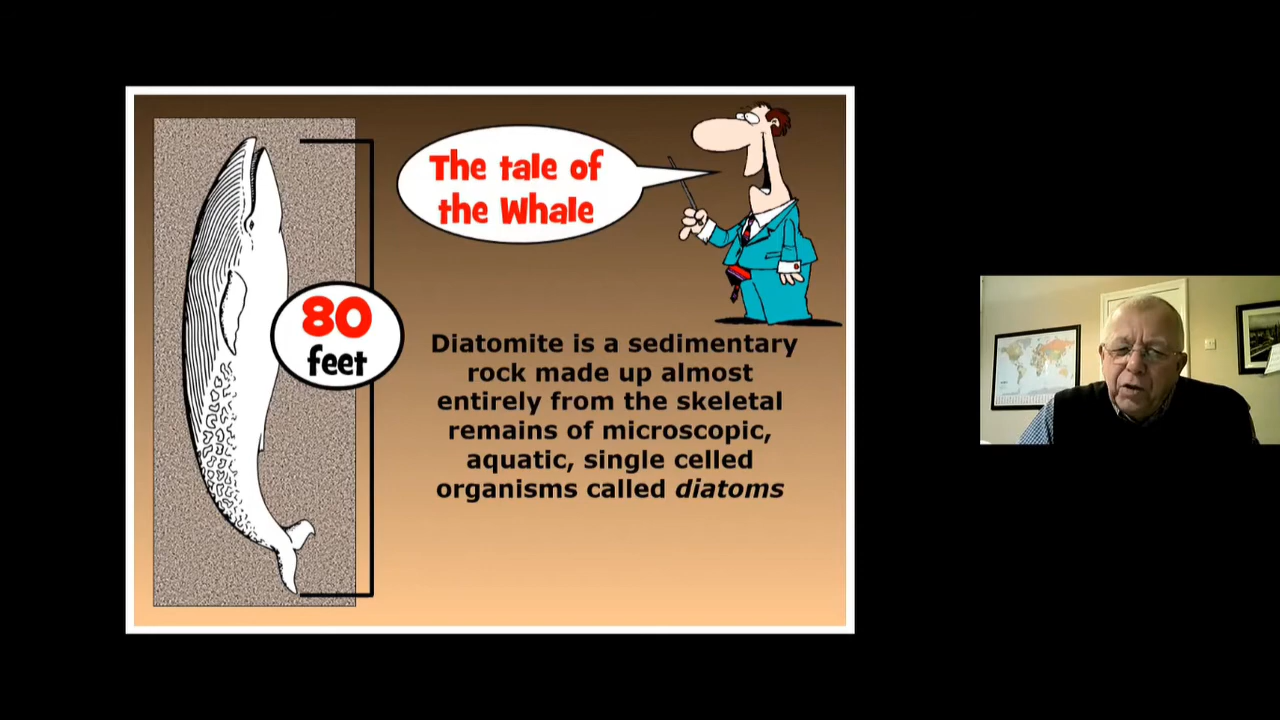 The tale of
the Whale
80
feet
Diatomite is a sedimentary
rock made up almost
entirely from the skeletal
remains of microscopic,
aquatic, single celled
organisms called diatoms